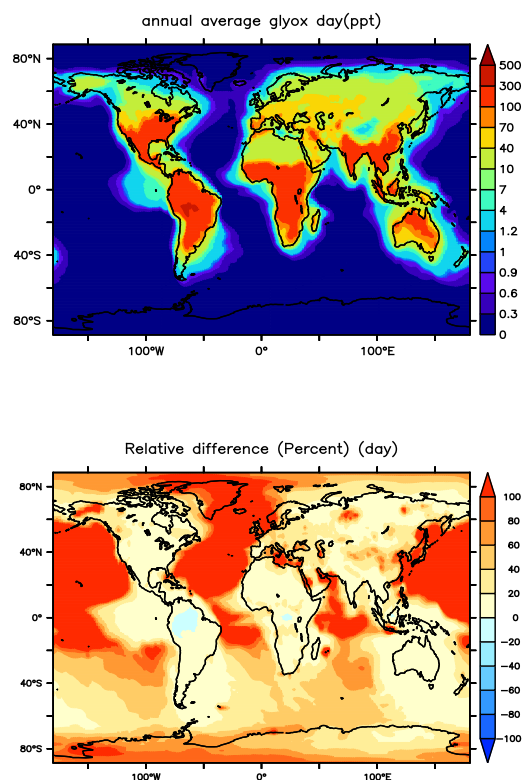 annual average glyox day(ppt)
80°N
40°N
0°
40°S
80°S
100°W 0° 100°E
500
300
100
70
40
10
7
4
1.2
1
0.9
0.6
0.3
0
Relative difference (Percent) (day)
80°N
40°N
0°
40°S
80°S
100°W 0° 100°E
100
80
60
40
20
0
−20
−40
−60
−80
−100